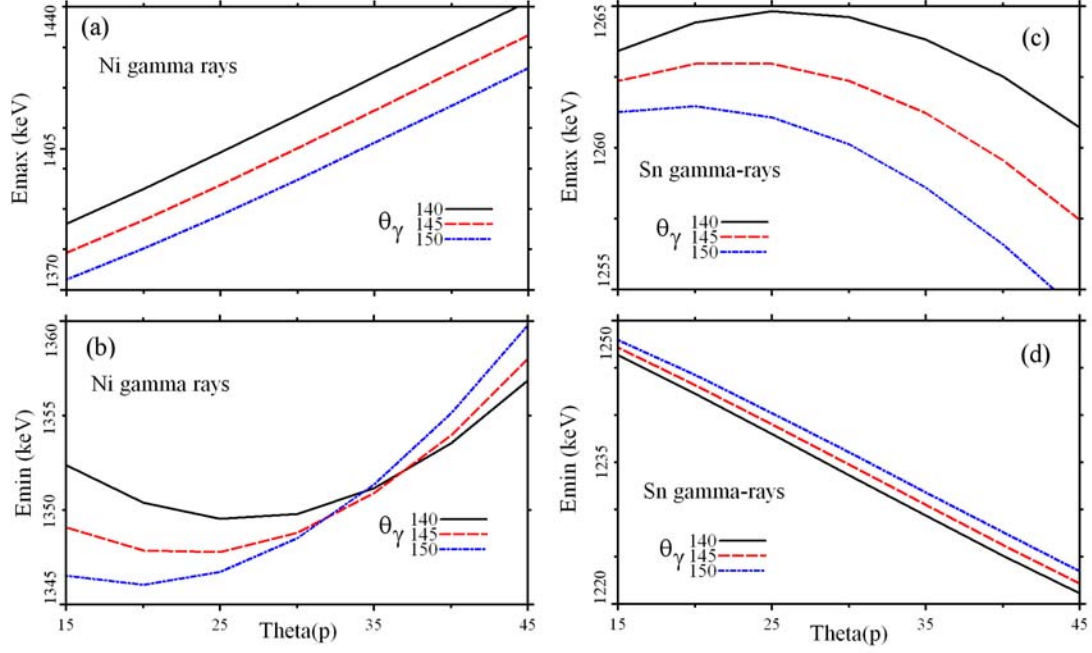 (a)
Ni gamma rays
Emax (keV)
1440
1405
1370
θγ
140
145
150
(c)
Sn gamma-rays
Emax (keV)
1265
1260
1255
θγ
140
145
150
(b)
Ni gamma rays
Emin (keV)
1360
1355
1350
1345
θγ
140
145
150
15 25 35 45
Theta(p)
(d)
Sn gamma-rays
Emin (keV)
1250
1235
1220
θγ
140
145
150
15 25 35 45
Theta(p)